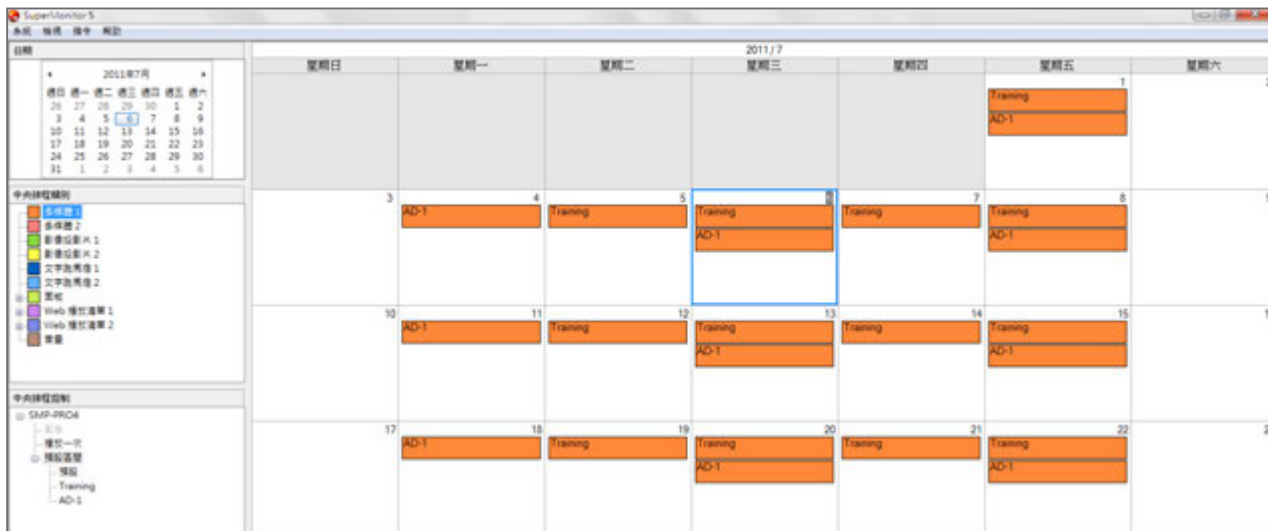 SuperMonitor 5
系統 檢視 指令 幫助
日期
2011年7月
週日 週一 週二 週三 週四 週五 週六
26 27 28 29 30 1 2
3 4 5 6 7 8 9
10 11 12 13 14 15 16
17 18 19 20 21 22 23
24 25 26 27 28 29 30
31 1 2 3 4 5 6
中央排程類別
多媒體 1
多媒體 2
影像投影片 1
影像投影片 2
文字跑馬燈 1
文字跑馬燈 2
面板
Web 播放清單 1
Web 播放清單 2
音量
中央排程控制
SMP-PRO4
緊急
播放一次
預設區間
預設
Training
AD-1
2011 / 7
星期日 星期一 星期二 星期三 星期四 星期五 星期六
1
Training
AD-1
3 4 5 6 7 8
AD-1 Training Training Training Training
AD-1 AD-1
10 11 12 13 14 15
AD-1 Training Training Training Training
AD-1 AD-1
17 18 19 20 21 22
AD-1 Training Training Training Training
AD-1 AD-1